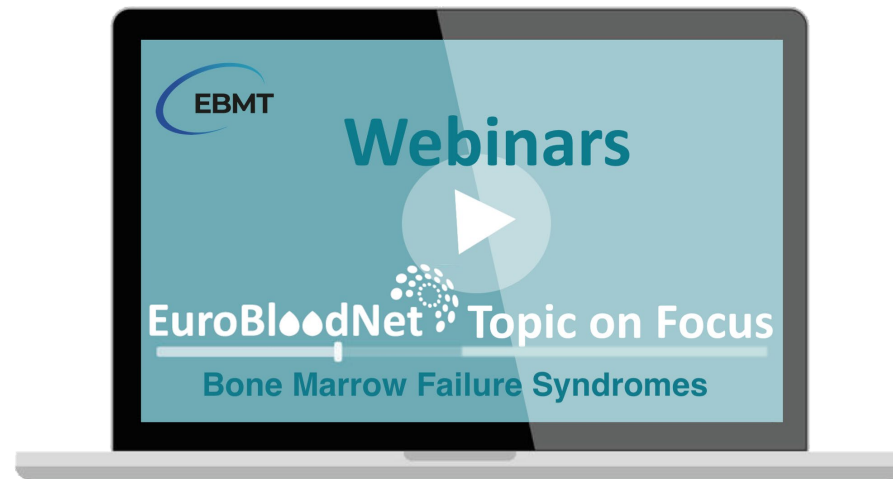 EBMT
Webinars
EuroBloodNet Topic on Focus
Bone Marrow Failure Syndromes